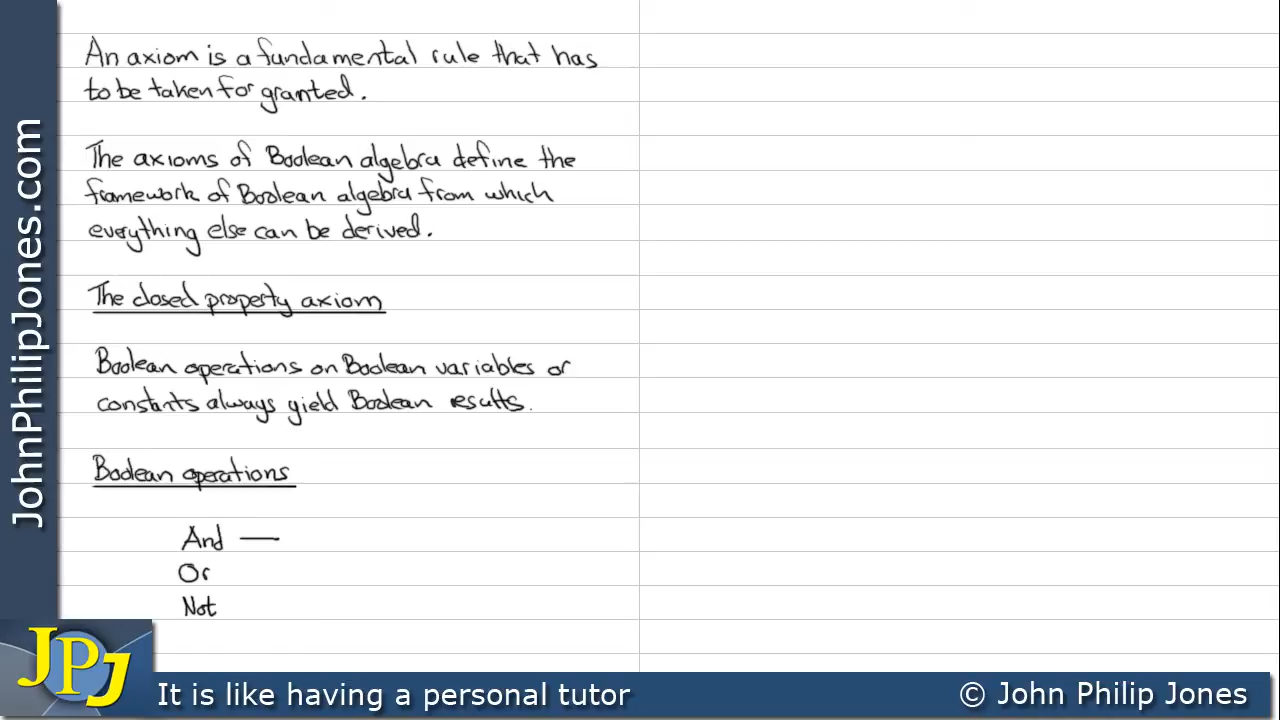 An axiom is a fundamental rule that has
to be taken for granted.
The axioms of Boolean algebra define the
framework of Boolean algebra from which
everything else can be derived.
The closed property axiom
Boolean operations on Boolean variables or
constants always yield Boolean results.
Boolean operations
And —
Or
Not
JohnPhilipJones.com
JPJ
It is like having a personal tutor
© John Philip Jones